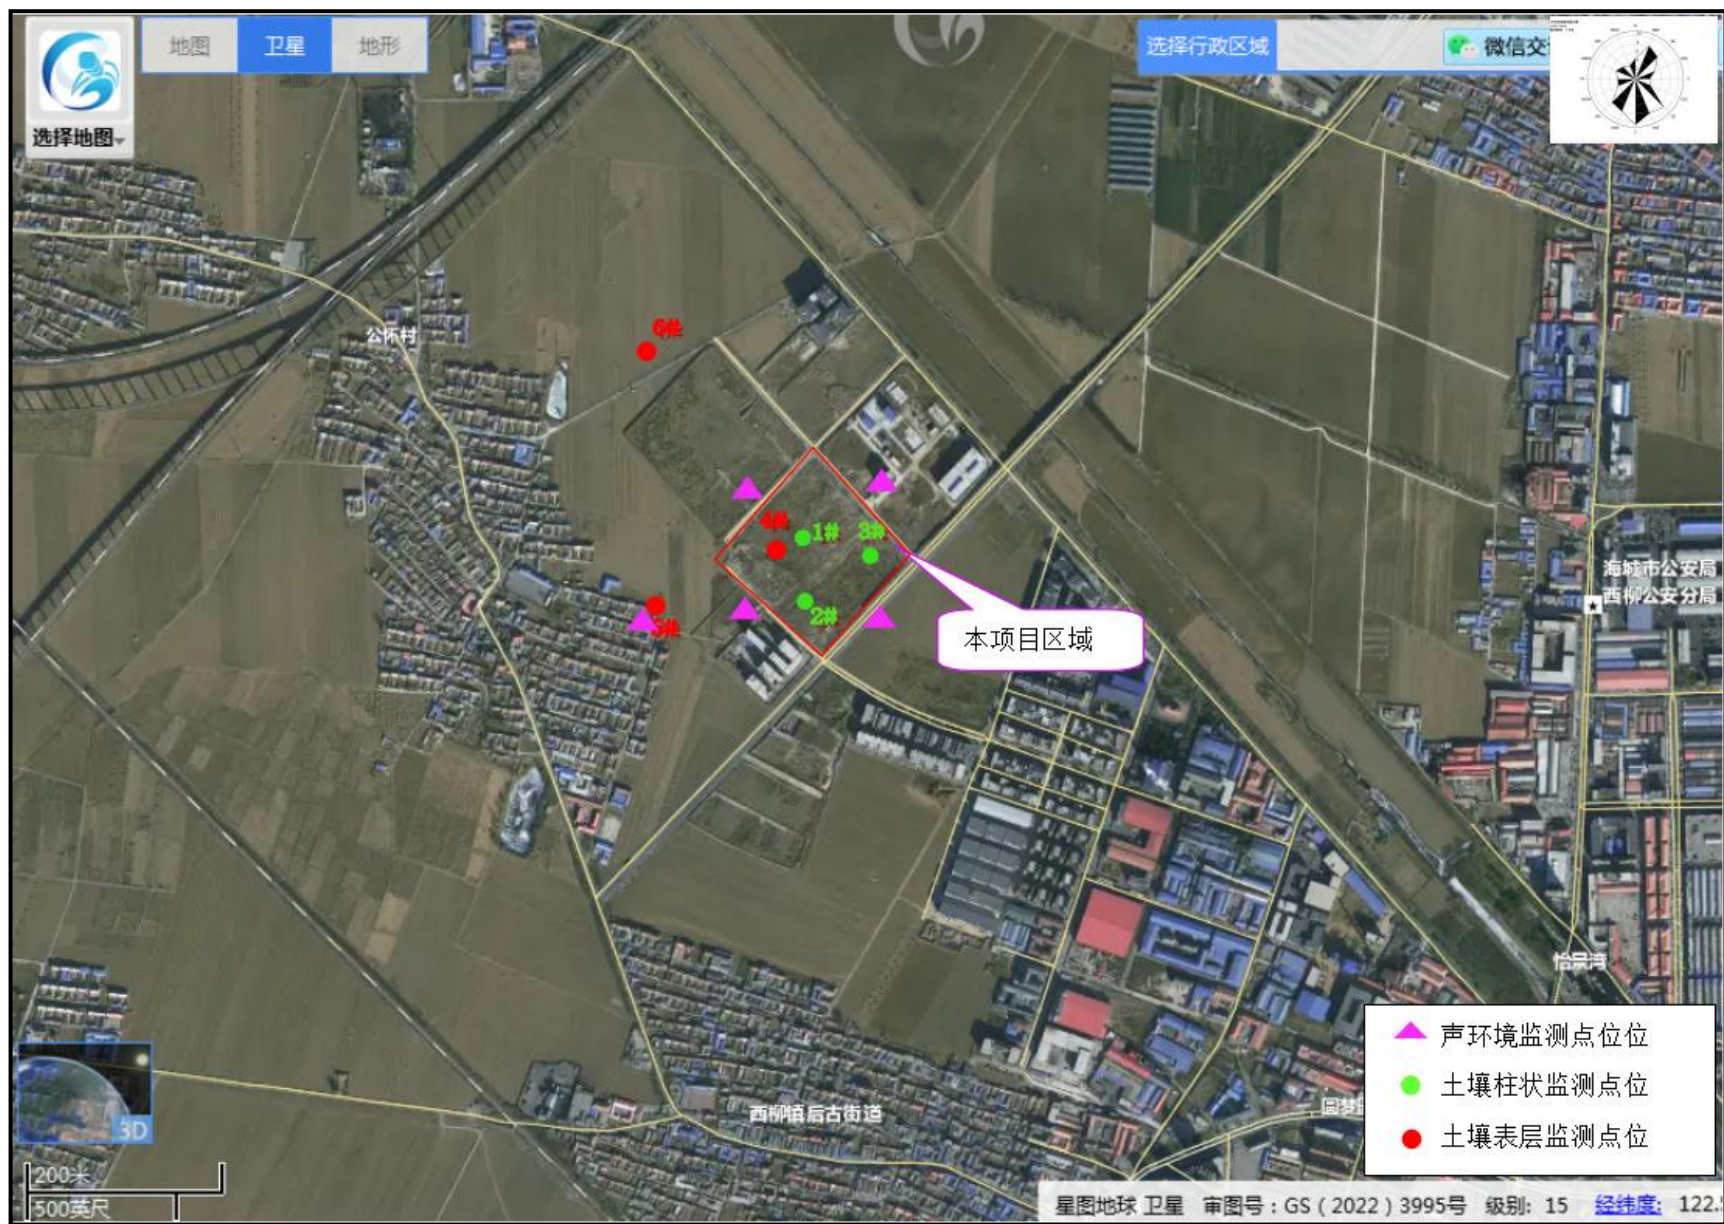 地图
卫星
地形
选择地图
选择行政区域
微信交
公怀村
6#
4#
1#
3#
2#
5#
本项目区域
海城市公安局
西柳公安分局
怡景湾
西柳镇后古街道
圆梦
声环境监测点位位
土壤柱状监测点位
土壤表层监测点位
3D
200米
500英尺
星图地球 卫星 审图号：GS（2022）3995号 级别：15 经纬度: 122.